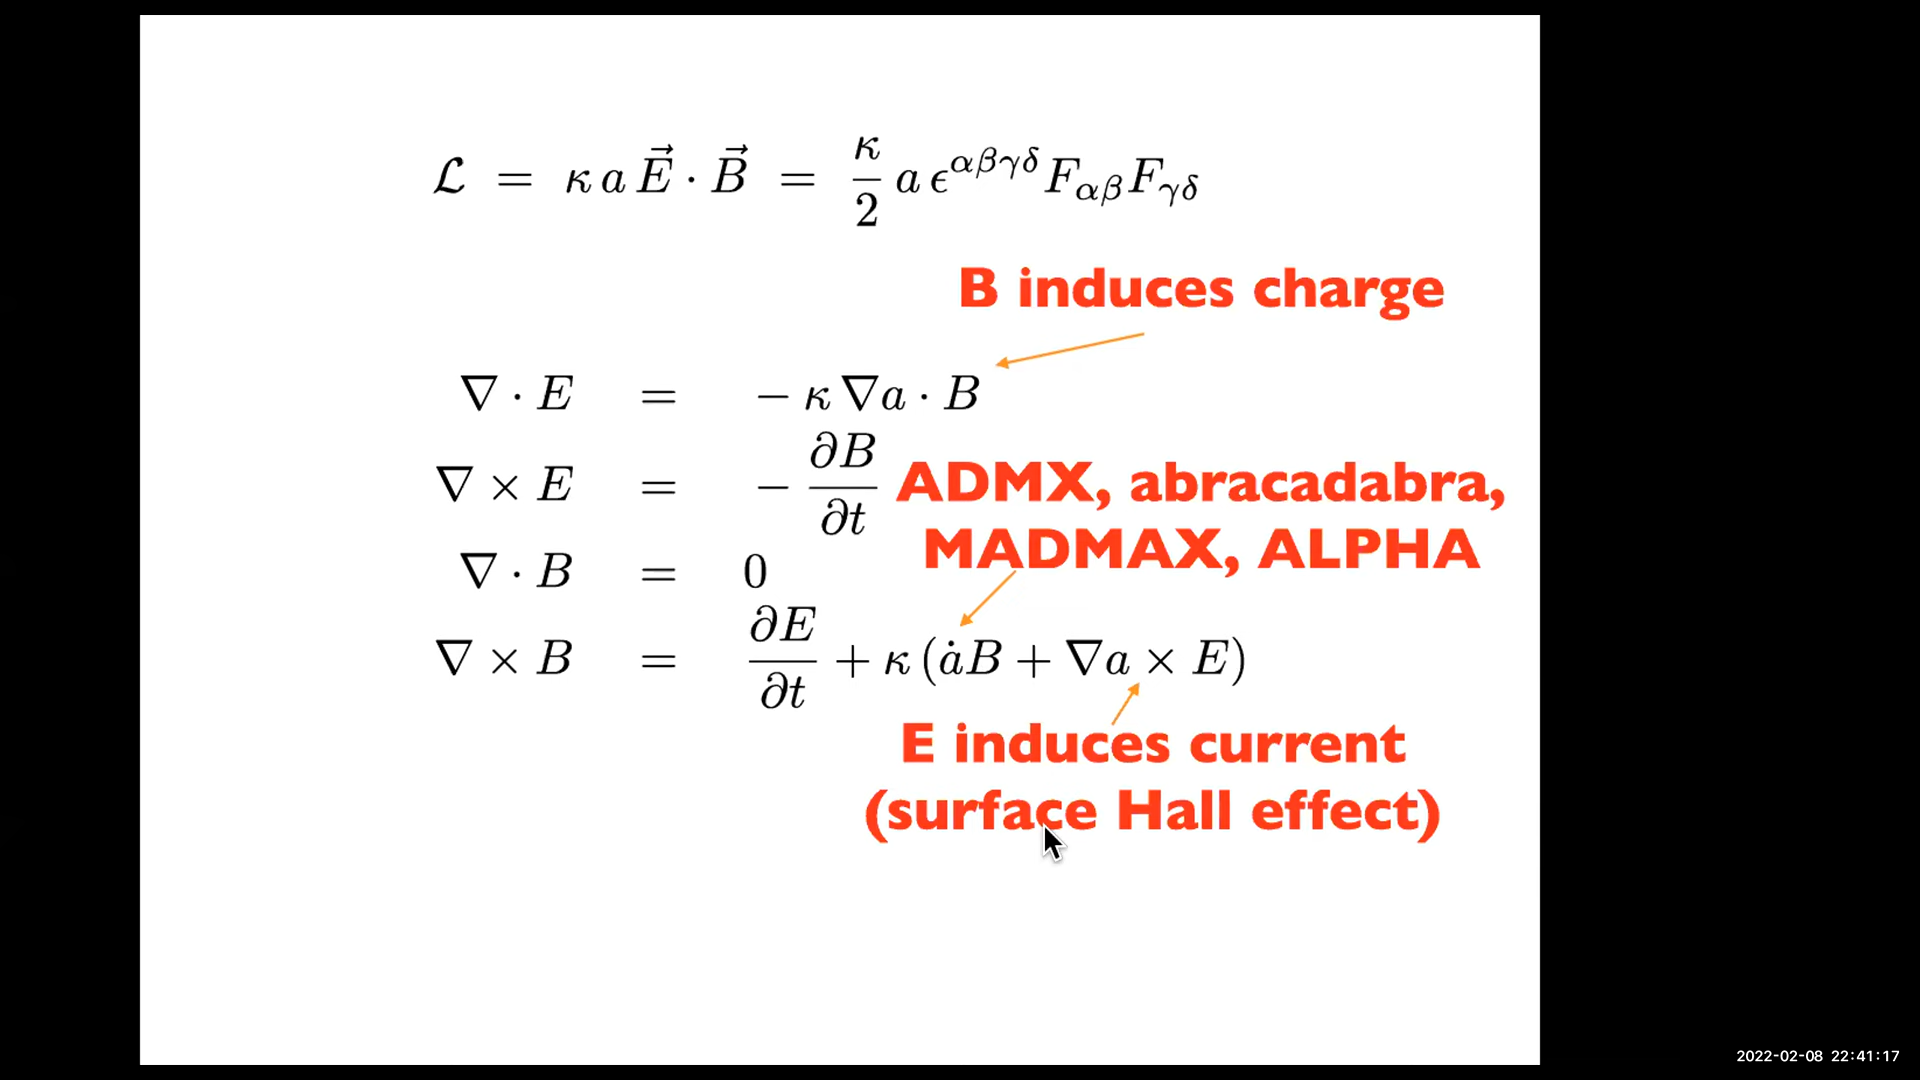 ℒ = κ a E⃗ · B⃗ = κ/2 a ϵ^{αβγδ} F_{αβ} F_{γδ}
B induces charge
∇ · E = − κ ∇a · B
∇ × E = − ∂B/∂t
ADMX, abracadabra,
MADMAX, ALPHA
∇ · B = 0
∇ × B = ∂E/∂t + κ (ȧB + ∇a × E)
E induces current
(surface Hall effect)
2022-02-08 22:41:17